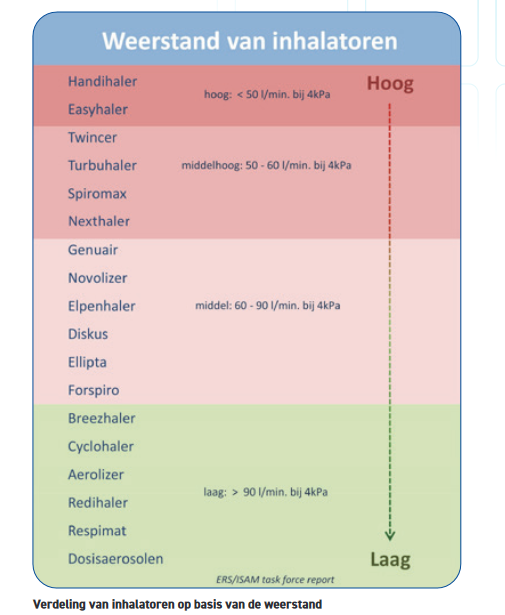 Weerstand van inhalatoren
Handihaler
hoog: < 50 l/min. bij 4kPa
Hoog
Easyhaler
Twincer
Turbuhaler
middelhoog: 50 - 60 l/min. bij 4kPa
Spiromax
Nexthaler
Genuair
Novolizer
Elpenhaler
middel: 60 - 90 l/min. bij 4kPa
Diskus
Ellipta
Forspiro
Breezhaler
Cyclohaler
Aerolizer
laag: > 90 l/min. bij 4kPa
Redihaler
Respimat
Dosisaerosolen
Laag
ERS/ISAM task force report
Verdeling van inhalatoren op basis van de weerstand